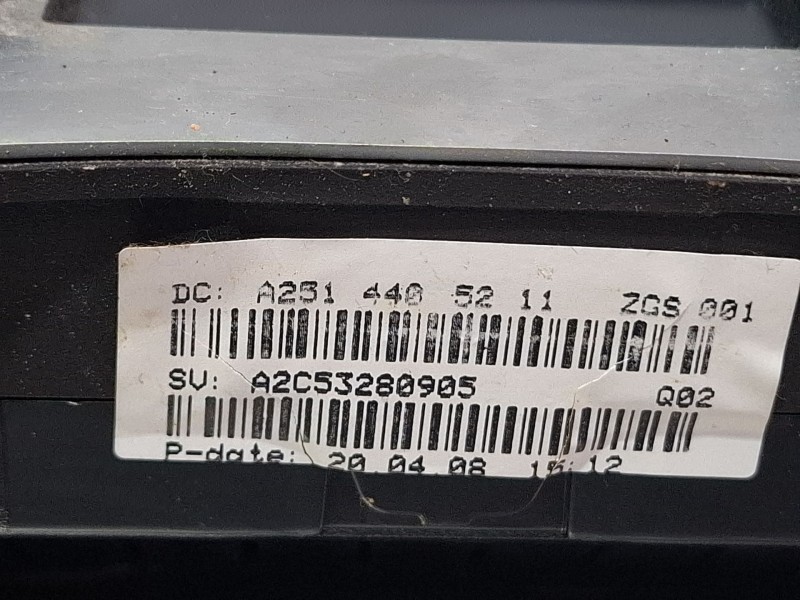 DC: A251 440 52 11 ZGS 001
SV: A2C53280905 Q02
P-date: 20.04.08 15:12